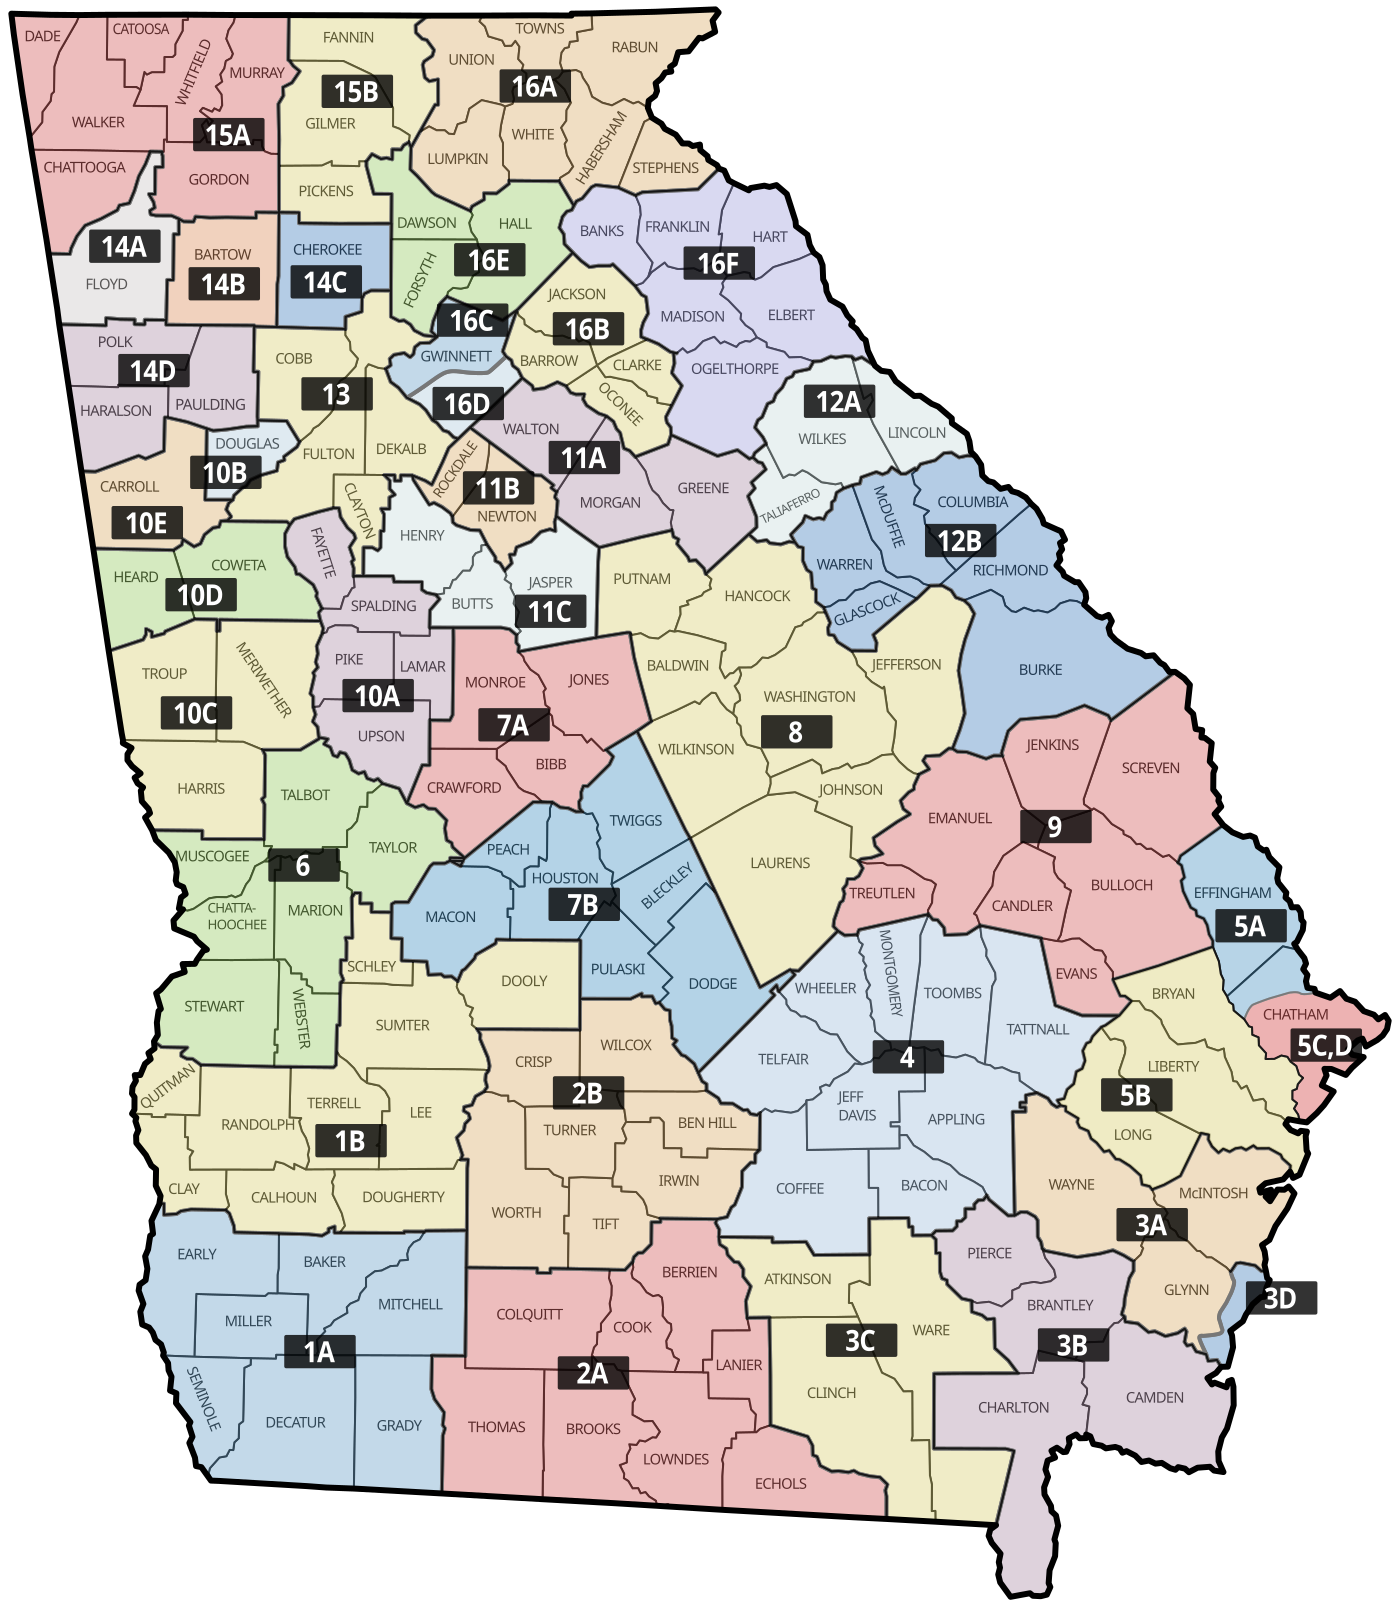 DADE
CATOOSA
WHITFIELD
MURRAY
WALKER
15A
CHATTOOGA
GORDON
FANNIN
15B
GILMER
PICKENS
TOWNS
UNION
RABUN
16A
WHITE
LUMPKIN
HABERSHAM
STEPHENS
14A
FLOYD
BARTOW
14B
CHEROKEE
14C
DAWSON
HALL
FORSYTH
16E
BANKS
FRANKLIN
HART
16F
MADISON
ELBERT
OGELTHORPE
POLK
14D
HARALSON
PAULDING
COBB
13
FULTON
DEKALB
CLAYTON
16C
GWINNETT
16D
JACKSON
16B
BARROW
CLARKE
OCONEE
12A
WILKES
LINCOLN
TALIAFERRO
DOUGLAS
10B
CARROLL
10E
WALTON
11A
MORGAN
GREENE
ROCKDALE
11B
NEWTON
HEARD
COWETA
10D
FAYETTE
SPALDING
HENRY
BUTTS
JASPER
11C
PUTNAM
HANCOCK
McDUFFIE
COLUMBIA
12B
WARREN
RICHMOND
GLASCOCK
BURKE
TROUP
MERIWETHER
10C
HARRIS
PIKE
LAMAR
10A
UPSON
MONROE
JONES
7A
BIBB
CRAWFORD
BALDWIN
WASHINGTON
JEFFERSON
8
WILKINSON
JOHNSON
LAURENS
JENKINS
SCREVEN
EMANUEL
9
TREUTLEN
CANDLER
BULLOCH
EVANS
TALBOT
TAYLOR
MUSCOGEE
6
CHATTA-
HOOCHEE
MARION
STEWART
WEBSTER
PEACH
TWIGGS
HOUSTON
BLECKLEY
7B
MACON
PULASKI
DODGE
EFFINGHAM
5A
CHATHAM
5C,D
SCHLEY
DOOLY
SUMTER
QUITMAN
RANDOLPH
TERRELL
LEE
1B
CLAY
CALHOUN
DOUGHERTY
CRISP
WILCOX
2B
TURNER
BEN HILL
IRWIN
WORTH
TIFT
WHEELER
MONTGOMERY
TOOMBS
TATTNALL
TELFAIR
4
JEFF
DAVIS
APPLING
COFFEE
BACON
BRYAN
LIBERTY
5B
LONG
WAYNE
McINTOSH
3A
GLYNN
3D
EARLY
BAKER
MILLER
MITCHELL
1A
SEMINOLE
DECATUR
GRADY
COLQUITT
BERRIEN
COOK
LANIER
2A
THOMAS
BROOKS
LOWNDES
ECHOLS
ATKINSON
3C
WARE
CLINCH
PIERCE
BRANTLEY
3B
CHARLTON
CAMDEN